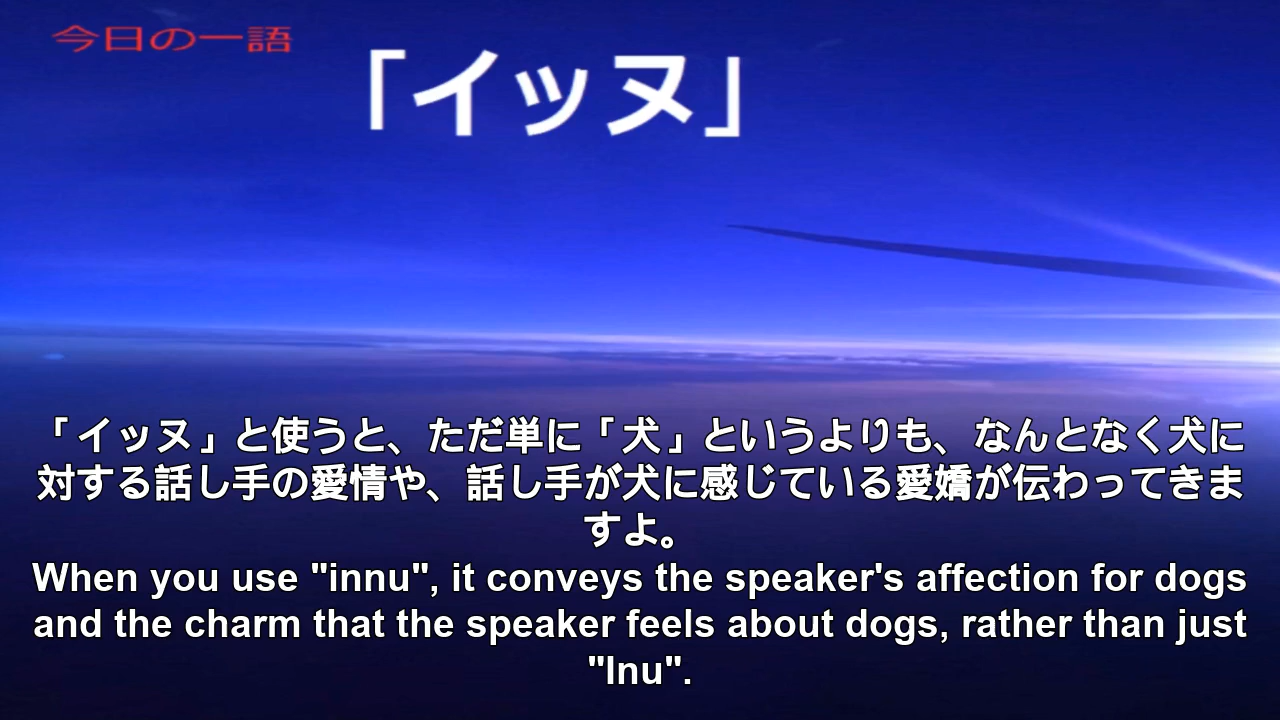 今日の一語
「イッヌ」
「イッヌ」と使うと、ただ単に「犬」というよりも、なんとなく犬に
対する話し手の愛情や、話し手が犬に感じている愛嬌が伝わってきま
すよ。
When you use "innu", it conveys the speaker's affection for dogs
and the charm that the speaker feels about dogs, rather than just
"Inu".